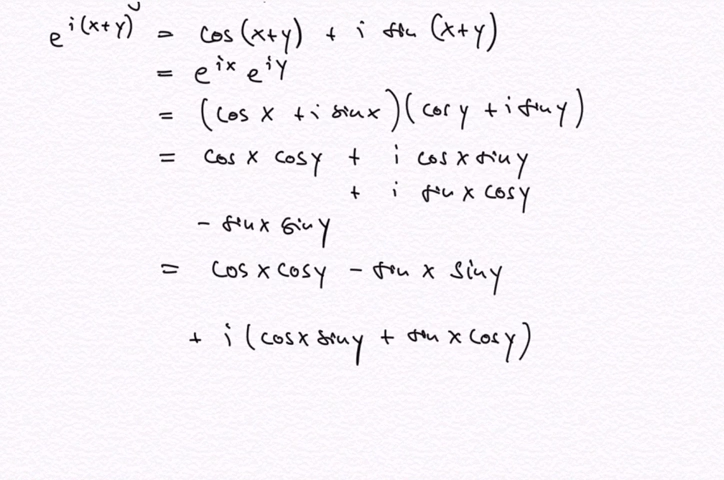 e^{i(x+y)} = cos(x+y) + i sin (x+y)
= e^{ix} e^{iy}
= (cos x + i sin x)(cos y + i sin y)
= cos x cos y + i cos x sin y
+ i sin x cos y
- sin x sin y
= cos x cos y - sin x sin y
+ i (cos x sin y + sin x cos y)